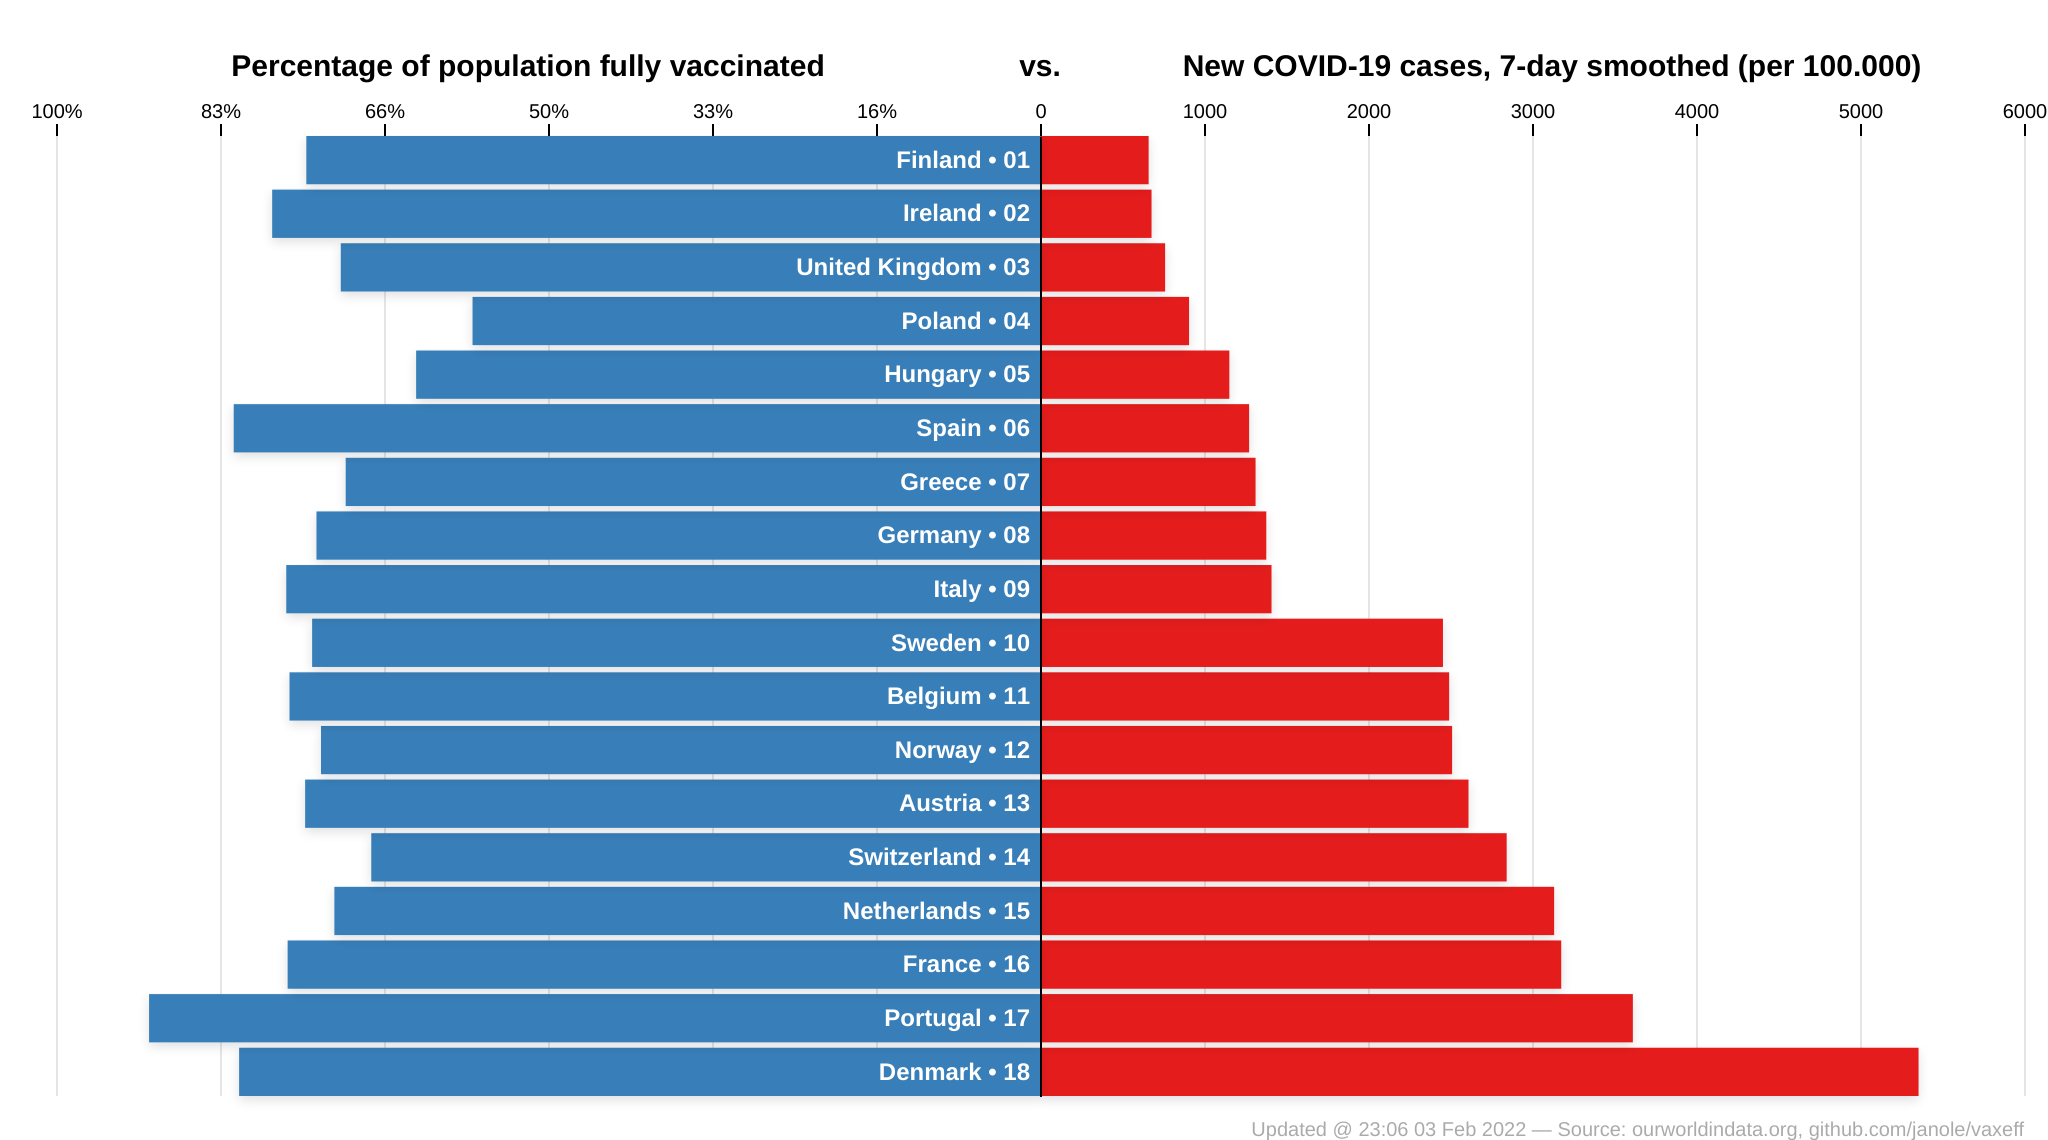 Percentage of population fully vaccinated vs. New COVID-19 cases, 7-day smoothed (per 100.000)
100% 83% 66% 50% 33% 16% 0 1000 2000 3000 4000 5000 6000
Finland • 01
Ireland • 02
United Kingdom • 03
Poland • 04
Hungary • 05
Spain • 06
Greece • 07
Germany • 08
Italy • 09
Sweden • 10
Belgium • 11
Norway • 12
Austria • 13
Switzerland • 14
Netherlands • 15
France • 16
Portugal • 17
Denmark • 18
Updated @ 23:06 03 Feb 2022 — Source: ourworldindata.org, github.com/janole/vaxeff